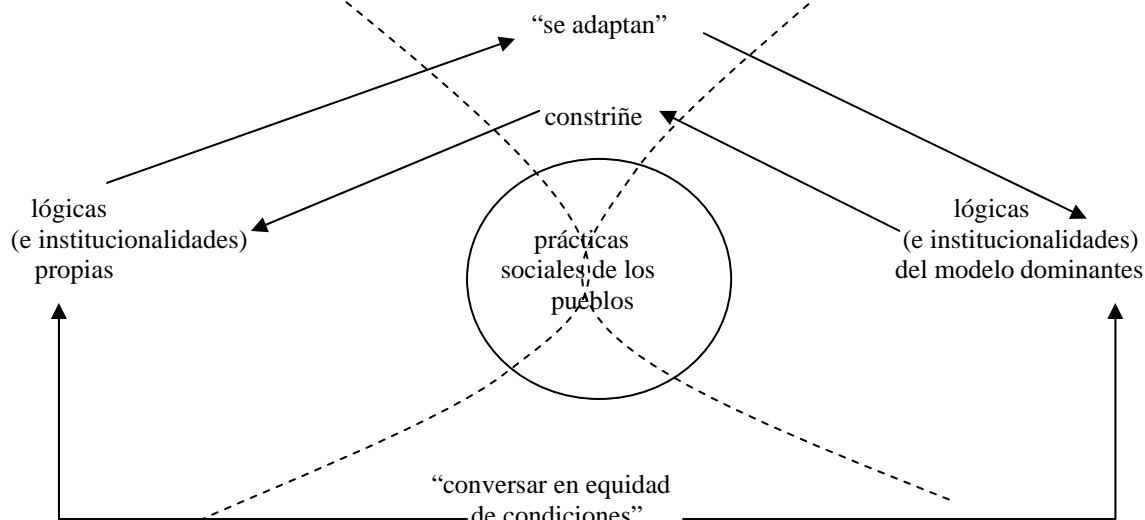 “se adaptan”
constriñe
lógicas
(e institucionalidades)
propias
prácticas
sociales de los
pueblos
lógicas
(e institucionalidades)
del modelo dominantes
“conversar en equidad
de condiciones”